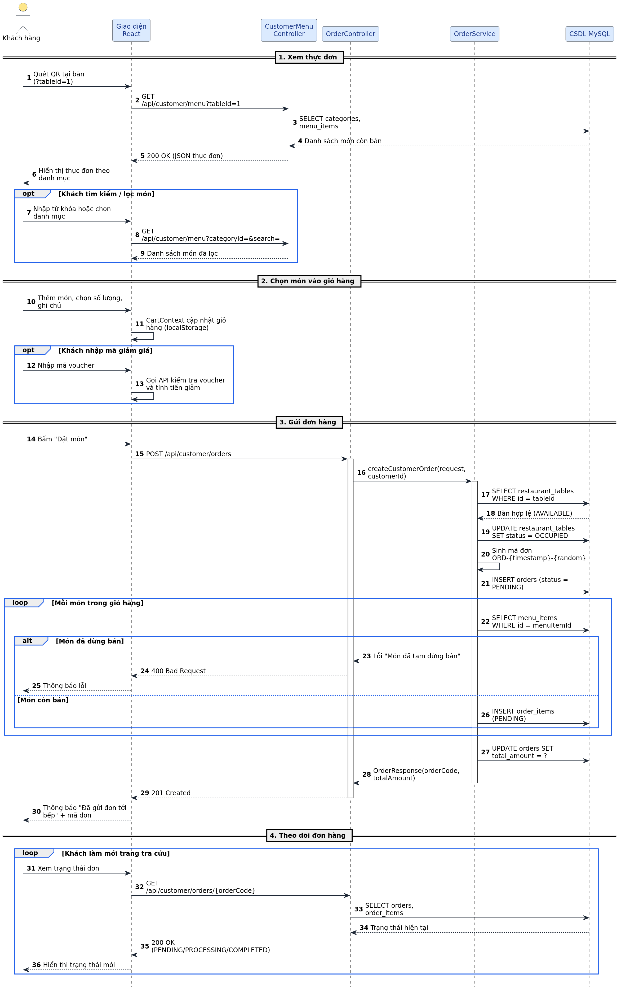 Khách hàng
Giao diện
React
CustomerMenu
Controller
OrderController
OrderService
CSDL MySQL
1. Xem thực đơn
1 Quét QR tại bàn
(?tableId=1)
2 GET
/api/customer/menu?tableId=1
3 SELECT categories,
menu_items
4 Danh sách món còn bán
5 200 OK (JSON thực đơn)
6 Hiển thị thực đơn theo
danh mục
opt [Khách tìm kiếm / lọc món]
7 Nhập từ khóa hoặc chọn
danh mục
8 GET
/api/customer/menu?categoryId=&search=
9 Danh sách món đã lọc
2. Chọn món vào giỏ hàng
10 Thêm món, chọn số lượng,
ghi chú
11 CartContext cập nhật giỏ
hàng (localStorage)
opt [Khách nhập mã giảm giá]
12 Nhập mã voucher
13 Gọi API kiểm tra voucher
và tính tiền giảm
3. Gửi đơn hàng
14 Bấm "Đặt món"
15 POST /api/customer/orders
16 createCustomerOrder(request,
customerId)
17 SELECT restaurant_tables
WHERE id = tableId
18 Bàn hợp lệ (AVAILABLE)
19 UPDATE restaurant_tables
SET status = OCCUPIED
20 Sinh mã đơn
ORD-{timestamp}-{random}
21 INSERT orders (status =
PENDING)
loop [Mỗi món trong giỏ hàng]
22 SELECT menu_items
WHERE id = menuItemId
alt [Món đã dừng bán]
23 Lỗi "Món đã tạm dừng bán"
24 400 Bad Request
25 Thông báo lỗi
[Món còn bán]
26 INSERT order_items
(PENDING)
27 UPDATE orders SET
total_amount = ?
28 OrderResponse(orderCode,
totalAmount)
29 201 Created
30 Thông báo "Đã gửi đơn tới
bếp" + mã đơn
4. Theo dõi đơn hàng
loop [Khách làm mới trang tra cứu]
31 Xem trạng thái đơn
32 GET
/api/customer/orders/{orderCode}
33 SELECT orders,
order_items
34 Trạng thái hiện tại
35 200 OK
(PENDING/PROCESSING/COMPLETED)
36 Hiển thị trạng thái mới